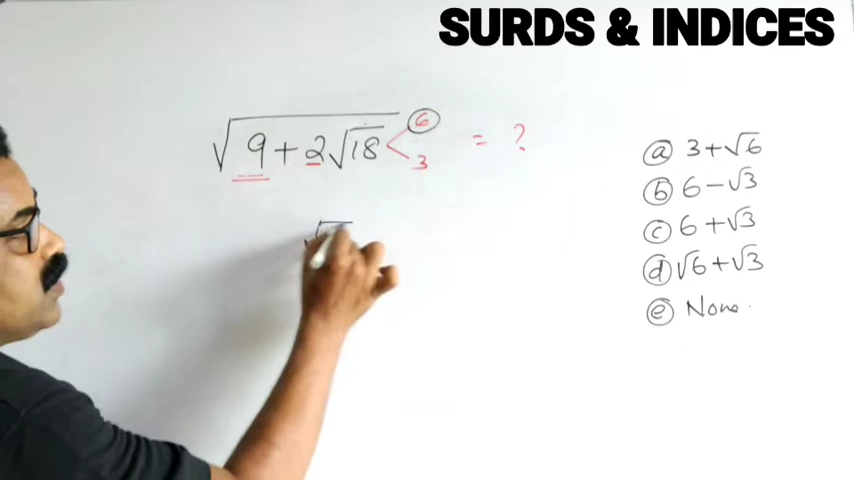 SURDS & INDICES
√(9+2√18) = ?
6
3
√
ⓐ 3+√6
ⓑ 6-√3
ⓒ 6+√3
ⓓ √6+√3
ⓔ None.